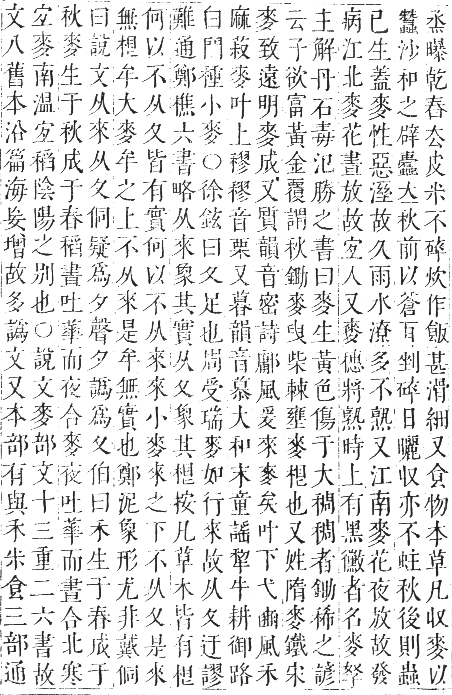 烝曝乾舂去皮米不碎炊作飯甚滑細又食物本草凡收麥以
蠶沙和之辟蠹立秋前以蒼耳剉碎日曬收亦不蛀秋後則蟲
已生蓋麥性惡溼故久雨水潦多不熟又江南麥花夜放故發
病江北麥花晝放故宐人又麥穗將熟時上有黑黴者名麥
主解丹石毒氾勝之書曰麥生黃色傷于大稠稠者鋤稀之諺
云子欲富黃金覆謂秋鋤麥曳柴棘壅麥根也又姓隋麥鐵宋
麥致遠明麥成又質韻音密詩鄘風爰來麥矣叶下弋豳風禾
麻菽麥叶上穋穋音栗又暮韻音慕大和末童謠犂牛耕御路
白門種小麥○徐鉉曰夊足也周受瑞麥如行來故从夊迂謬
難通鄭樵六書略从來象其實从夊象其根按凡草木皆有根
何以不从夊皆有實何以不从來來小麥來之下不从夊是來
無根牟大麥牟之上不从來是牟無實也鄭泥象形尤非戴侗
曰說文从來从夊侗疑爲夕聲夕譌爲夊伯曰禾生于春成于
秋麥生于秋成于春稻晝吐華而夜合麥夜吐華而晝合北寒
宐麥南溫宐稻陰陽之別也○說文麥部文十三重二六書故
文八舊本沿篇海妄增故多譌文又本部有與禾米食三部通